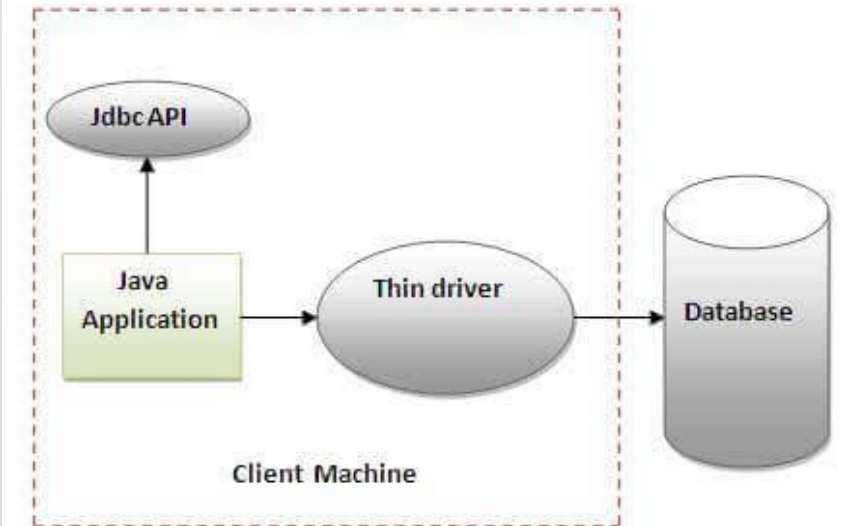 Jdbc API
Java
Application
Thin driver
Database
Client Machine